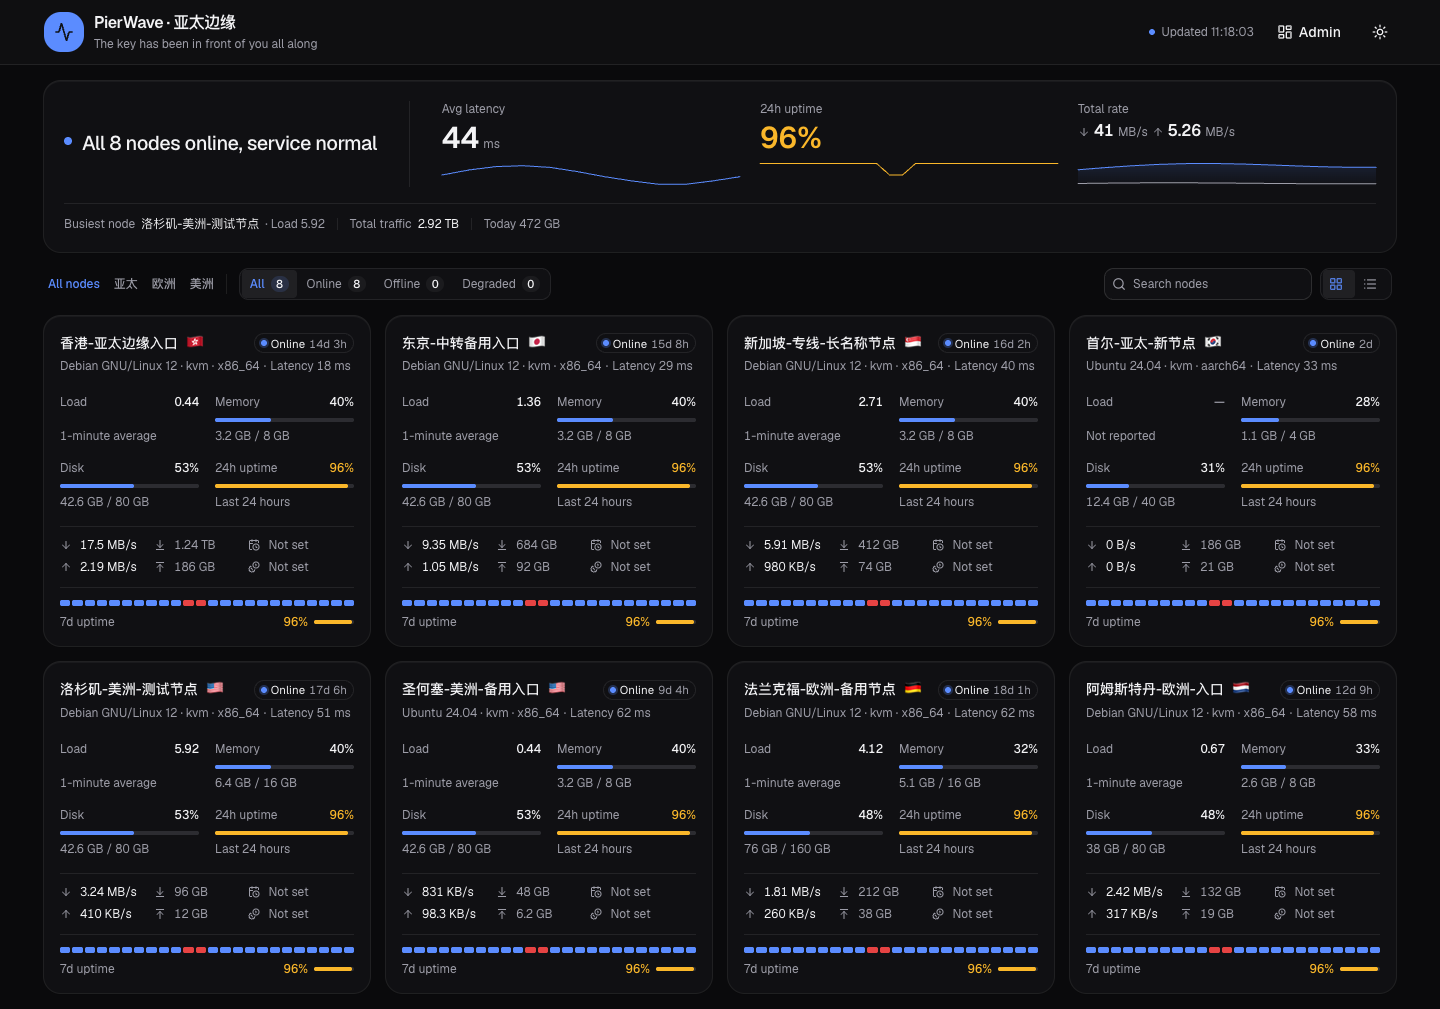 PierWave · 亚太边缘
The key has been in front of you all along
Updated 11:18:03
Admin
All 8 nodes online, service normal
Avg latency
44 ms
24h uptime
96%
Total rate
↓ 41 MB/s ↑ 5.26 MB/s
Busiest node 洛杉矶-美洲-测试节点 · Load 5.92
Total traffic 2.92 TB
Today 472 GB
All nodes 亚太 欧洲 美洲
All 8 Online 8 Offline 0 Degraded 0
Search nodes
香港-亚太边缘入口
Online 14d 3h
Debian GNU/Linux 12 · kvm · x86_64 · Latency 18 ms
Load 0.44 Memory 40%
1-minute average 3.2 GB / 8 GB
Disk 53% 24h uptime 96%
42.6 GB / 80 GB Last 24 hours
↓ 17.5 MB/s 1.24 TB Not set
↑ 2.19 MB/s 186 GB Not set
7d uptime 96%
东京-中转备用入口
Online 15d 8h
Debian GNU/Linux 12 · kvm · x86_64 · Latency 29 ms
Load 1.36 Memory 40%
1-minute average 3.2 GB / 8 GB
Disk 53% 24h uptime 96%
42.6 GB / 80 GB Last 24 hours
↓ 9.35 MB/s 684 GB Not set
↑ 1.05 MB/s 92 GB Not set
7d uptime 96%
新加坡-专线-长名称节点
Online 16d 2h
Debian GNU/Linux 12 · kvm · x86_64 · Latency 40 ms
Load 2.71 Memory 40%
1-minute average 3.2 GB / 8 GB
Disk 53% 24h uptime 96%
42.6 GB / 80 GB Last 24 hours
↓ 5.91 MB/s 412 GB Not set
↑ 980 KB/s 74 GB Not set
7d uptime 96%
首尔-亚太-新节点
Online 2d
Ubuntu 24.04 · kvm · aarch64 · Latency 33 ms
Load — Memory 28%
Not reported 1.1 GB / 4 GB
Disk 31% 24h uptime 96%
12.4 GB / 40 GB Last 24 hours
↓ 0 B/s 186 GB Not set
↑ 0 B/s 21 GB Not set
7d uptime 96%
洛杉矶-美洲-测试节点
Online 17d 6h
Debian GNU/Linux 12 · kvm · x86_64 · Latency 51 ms
Load 5.92 Memory 40%
1-minute average 6.4 GB / 16 GB
Disk 53% 24h uptime 96%
42.6 GB / 80 GB Last 24 hours
↓ 3.24 MB/s 96 GB Not set
↑ 410 KB/s 12 GB Not set
7d uptime 96%
圣何塞-美洲-备用入口
Online 9d 4h
Ubuntu 24.04 · kvm · x86_64 · Latency 62 ms
Load 0.44 Memory 40%
1-minute average 3.2 GB / 8 GB
Disk 53% 24h uptime 96%
42.6 GB / 80 GB Last 24 hours
↓ 831 KB/s 48 GB Not set
↑ 98.3 KB/s 6.2 GB Not set
7d uptime 96%
法兰克福-欧洲-备用节点
Online 18d 1h
Debian GNU/Linux 12 · kvm · x86_64 · Latency 62 ms
Load 4.12 Memory 32%
1-minute average 5.1 GB / 16 GB
Disk 48% 24h uptime 96%
76 GB / 160 GB Last 24 hours
↓ 1.81 MB/s 212 GB Not set
↑ 260 KB/s 38 GB Not set
7d uptime 96%
阿姆斯特丹-欧洲-入口
Online 12d 9h
Debian GNU/Linux 12 · kvm · x86_64 · Latency 58 ms
Load 0.67 Memory 33%
1-minute average 2.6 GB / 8 GB
Disk 48% 24h uptime 96%
38 GB / 80 GB Last 24 hours
↓ 2.42 MB/s 132 GB Not set
↑ 317 KB/s 19 GB Not set
7d uptime 96%